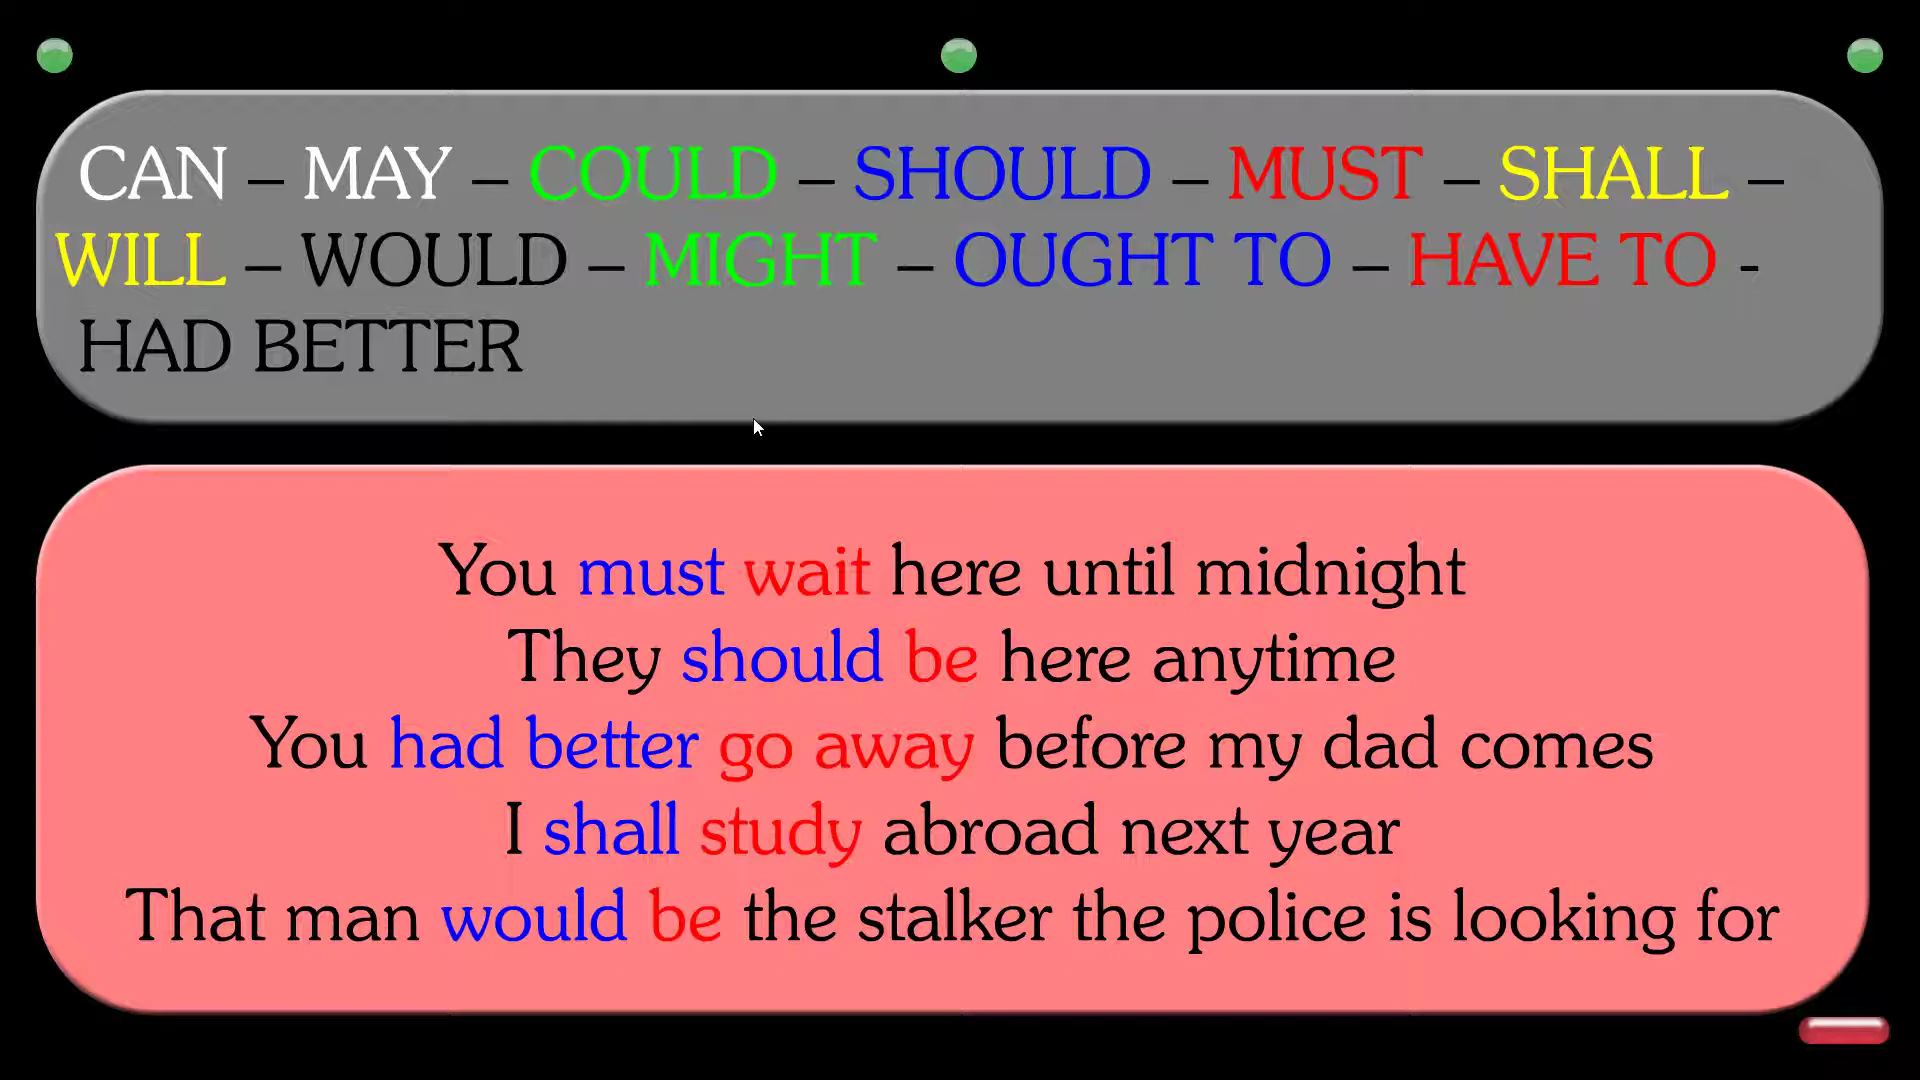 CAN – MAY – COULD – SHOULD – MUST – SHALL –
WILL – WOULD – MIGHT – OUGHT TO – HAVE TO -
HAD BETTER
You must wait here until midnight
They should be here anytime
You had better go away before my dad comes
I shall study abroad next year
That man would be the stalker the police is looking for